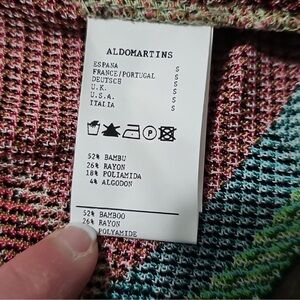 ALDOMARTINS
ESPANA S
FRANCE/PORTUGAL S
DEUTSCH S
U.K. S
U.S.A. S
ITALIA S
P
52% BAMBU
26% RAYON
18% POLIAMIDA
4% ALGODON
52% BAMBOO
26% RAYON
POLYAMIDE